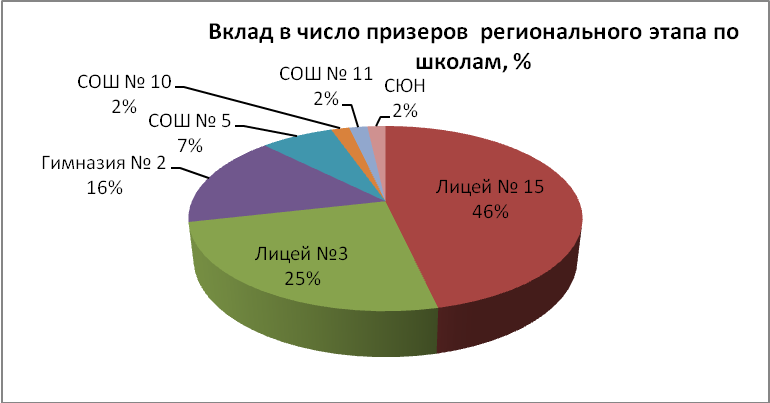 Вклад в число призеров  регионального этапа по
школам, %
СОШ № 10
2%
СОШ № 11
2%
СЮН
2%
СОШ № 5
7%
Гимназия № 2
16%
Лицей № 15
46%
Лицей №3
25%